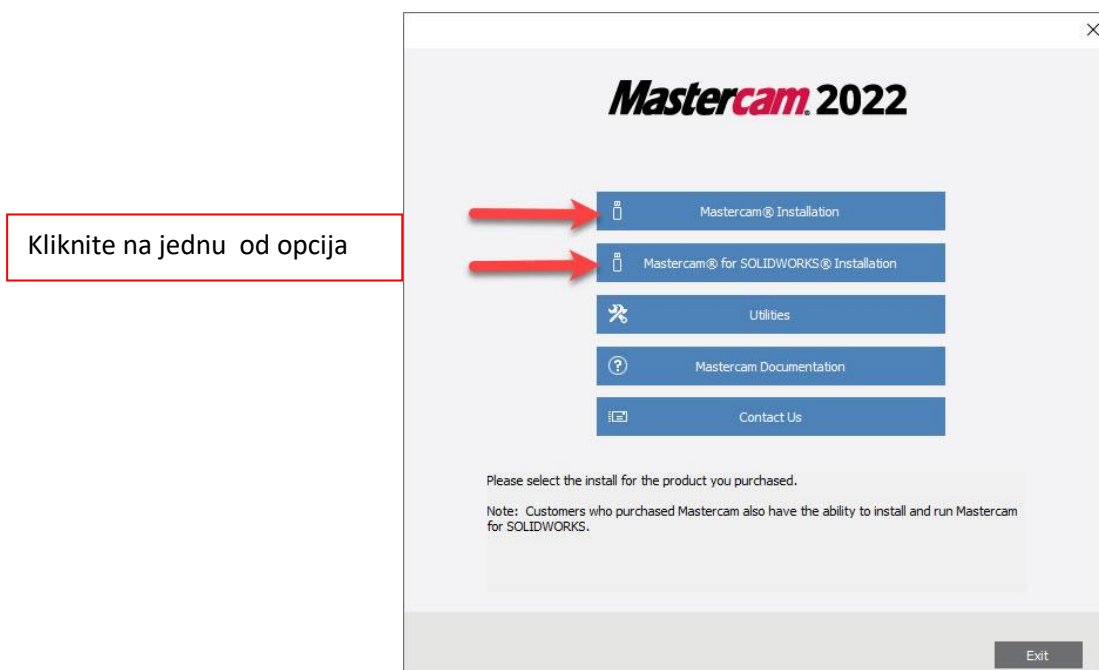 Mastercam® 2022
Kliknite na jednu od opcija
Mastercam® Installation
Mastercam® for SOLIDWORKS® Installation
Utilities
Mastercam Documentation
Contact Us
Please select the install for the product you purchased.
Note: Customers who purchased Mastercam also have the ability to install and run Mastercam
for SOLIDWORKS.
Exit